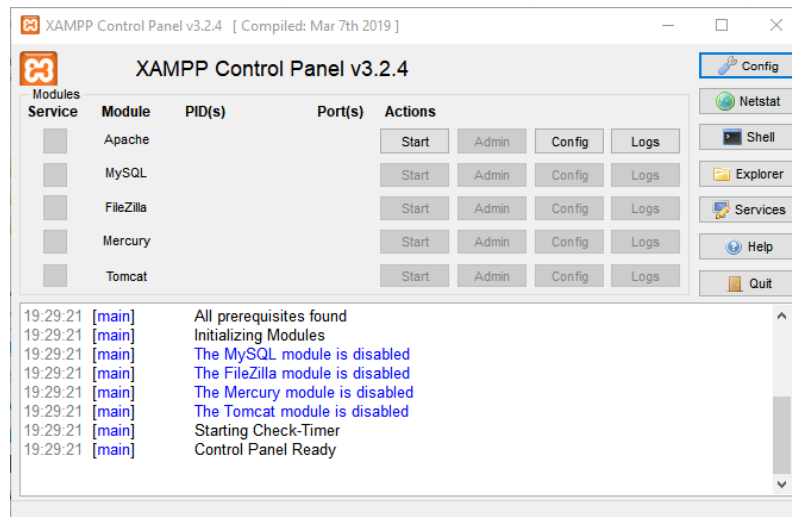 XAMPP Control Panel v3.2.4 [ Compiled: Mar 7th 2019 ]
XAMPP Control Panel v3.2.4
Config
Modules
Service Module PID(s) Port(s) Actions
Netstat
Apache Start Admin Config Logs
Shell
MySQL Start Admin Config Logs
Explorer
FileZilla Start Admin Config Logs
Services
Mercury Start Admin Config Logs
Help
Tomcat Start Admin Config Logs
Quit
19:29:21 [main] All prerequisites found
19:29:21 [main] Initializing Modules
19:29:21 [main] The MySQL module is disabled
19:29:21 [main] The FileZilla module is disabled
19:29:21 [main] The Mercury module is disabled
19:29:21 [main] The Tomcat module is disabled
19:29:21 [main] Starting Check-Timer
19:29:21 [main] Control Panel Ready